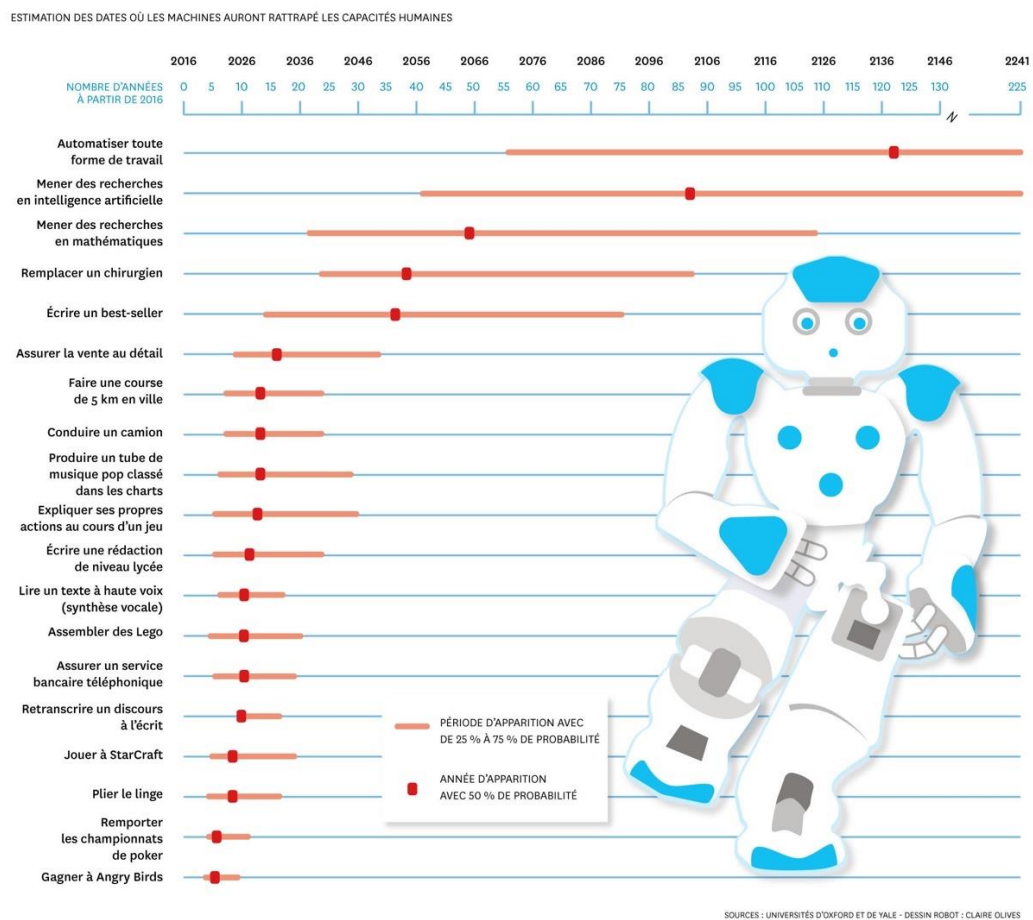 ESTIMATION DES DATES OÙ LES MACHINES AURONT RATTRAPÉ LES CAPACITÉS HUMAINES
2016 2026 2036 2046 2056 2066 2076 2086 2096 2106 2116 2126 2136 2146 2241
NOMBRE D'ANNÉES
À PARTIR DE 2016
0 5 10 15 20 25 30 35 40 45 50 55 60 65 70 75 80 85 90 95 100 105 110 115 120 125 130 225
Automatiser toute
forme de travail
Mener des recherches
en intelligence artificielle
Mener des recherches
en mathématiques
Remplacer un chirurgien
Écrire un best-seller
Assurer la vente au détail
Faire une course
de 5 km en ville
Conduire un camion
Produire un tube de
musique pop classé
dans les charts
Expliquer ses propres
actions au cours d'un jeu
Écrire une rédaction
de niveau lycée
Lire un texte à haute voix
(synthèse vocale)
Assembler des Lego
Assurer un service
bancaire téléphonique
Retranscrire un discours
à l'écrit
Jouer à StarCraft
Plier le linge
Remporter
les championnats
de poker
Gagner à Angry Birds
PÉRIODE D'APPARITION AVEC
DE 25 % À 75 % DE PROBABILITÉ
ANNÉE D'APPARITION
AVEC 50 % DE PROBABILITÉ
SOURCES : UNIVERSITÉS D'OXFORD ET DE YALE - DESSIN ROBOT : CLAIRE OLIVES